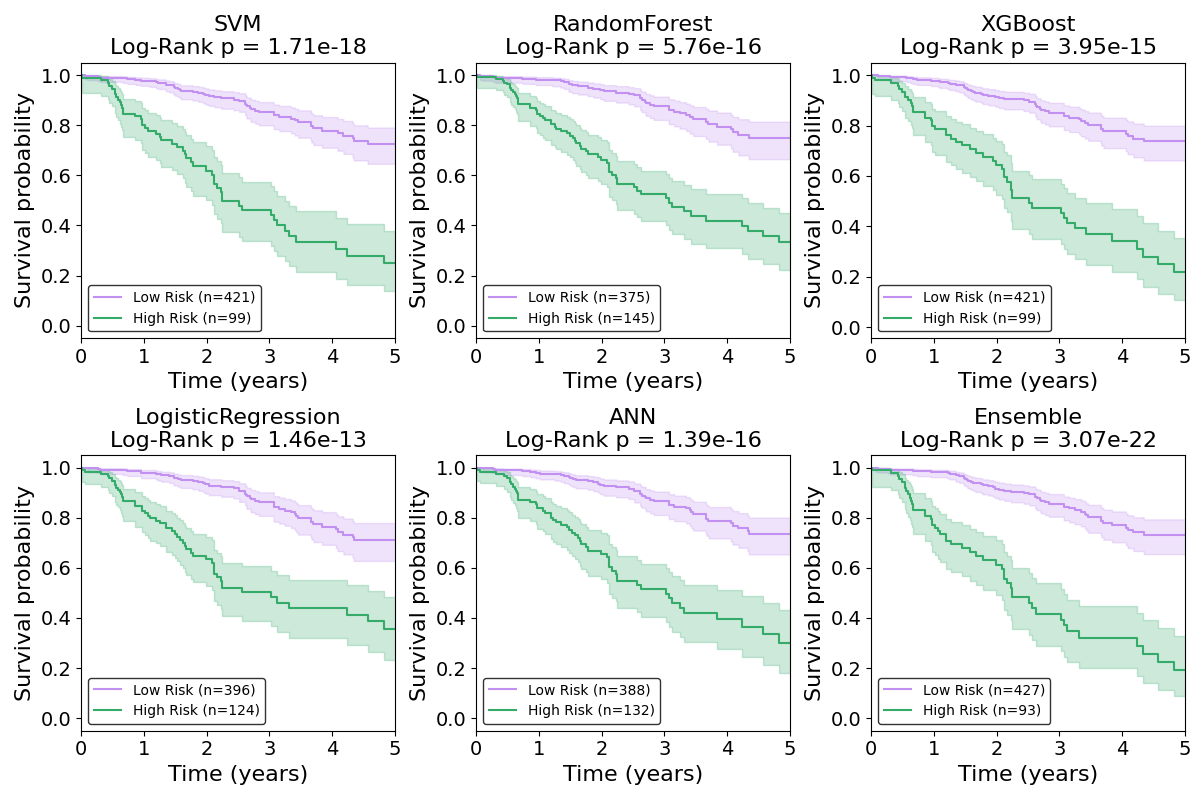 SVM
Log-Rank p = 1.71e-18
Survival probability
1.0
0.8
0.6
0.4
0.2
0.0
Low Risk (n=421)
High Risk (n=99)
0 1 2 3 4 5
Time (years)
RandomForest
Log-Rank p = 5.76e-16
Survival probability
1.0
0.8
0.6
0.4
0.2
0.0
Low Risk (n=375)
High Risk (n=145)
0 1 2 3 4 5
Time (years)
XGBoost
Log-Rank p = 3.95e-15
Survival probability
1.0
0.8
0.6
0.4
0.2
0.0
Low Risk (n=421)
High Risk (n=99)
0 1 2 3 4 5
Time (years)
LogisticRegression
Log-Rank p = 1.46e-13
Survival probability
1.0
0.8
0.6
0.4
0.2
0.0
Low Risk (n=396)
High Risk (n=124)
0 1 2 3 4 5
Time (years)
ANN
Log-Rank p = 1.39e-16
Survival probability
1.0
0.8
0.6
0.4
0.2
0.0
Low Risk (n=388)
High Risk (n=132)
0 1 2 3 4 5
Time (years)
Ensemble
Log-Rank p = 3.07e-22
Survival probability
1.0
0.8
0.6
0.4
0.2
0.0
Low Risk (n=427)
High Risk (n=93)
0 1 2 3 4 5
Time (years)